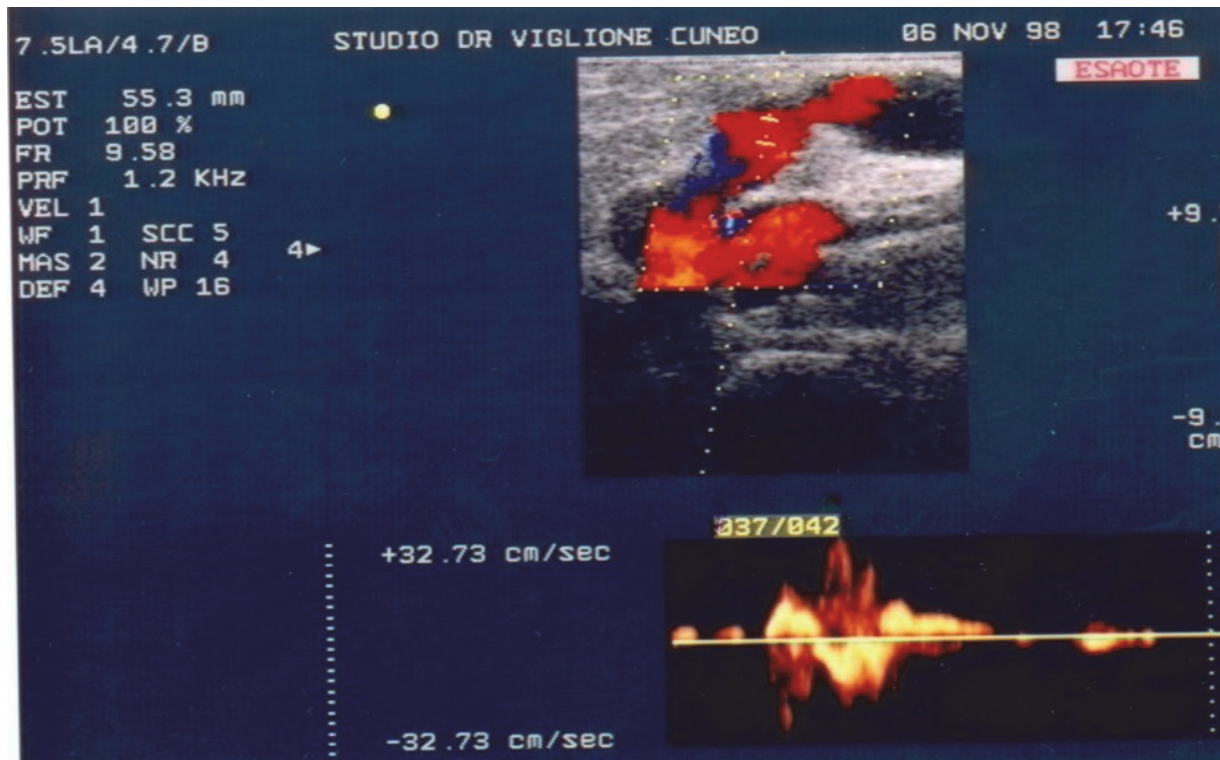 7.5LA/4.7/B STUDIO DR VIGLIONE CUNEO 06 NOV 98 17:46
ESAOTE
EST 55.3 mm
POT 100 %
FR 9.58
PRF 1.2 KHz
VEL 1
WF 1 SCC 5
MAS 2 NR 4
DEF 4 WP 16
4►
+9.
-9.
cm
037/042
+32.73 cm/sec
-32.73 cm/sec